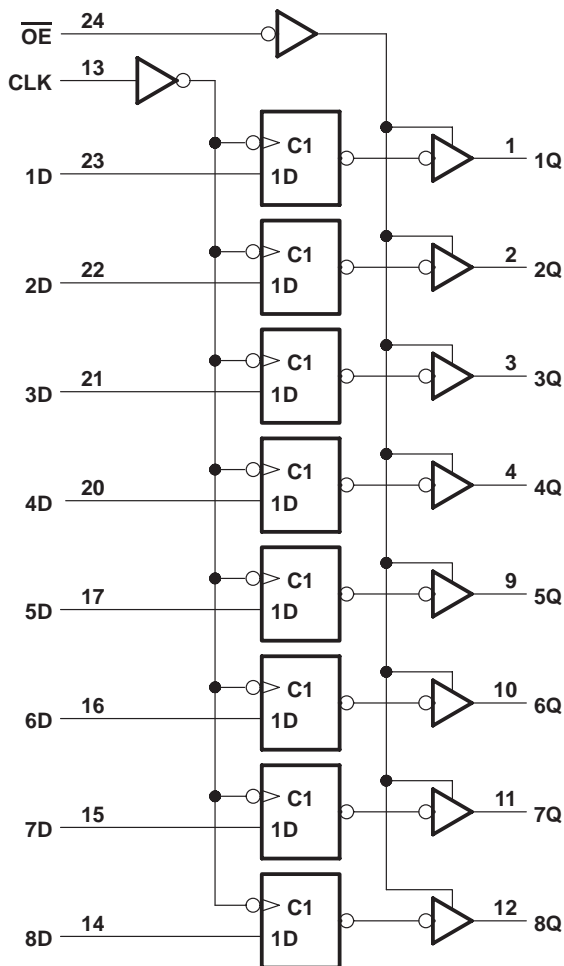 OE 24
CLK 13
C1
1D 23 1D 1 1Q
C1
2D 22 1D 2 2Q
C1
3D 21 1D 3 3Q
C1
4D 20 1D 4 4Q
C1
5D 17 1D 9 5Q
C1
6D 16 1D 10 6Q
C1
7D 15 1D 11 7Q
C1
8D 14 1D 12 8Q